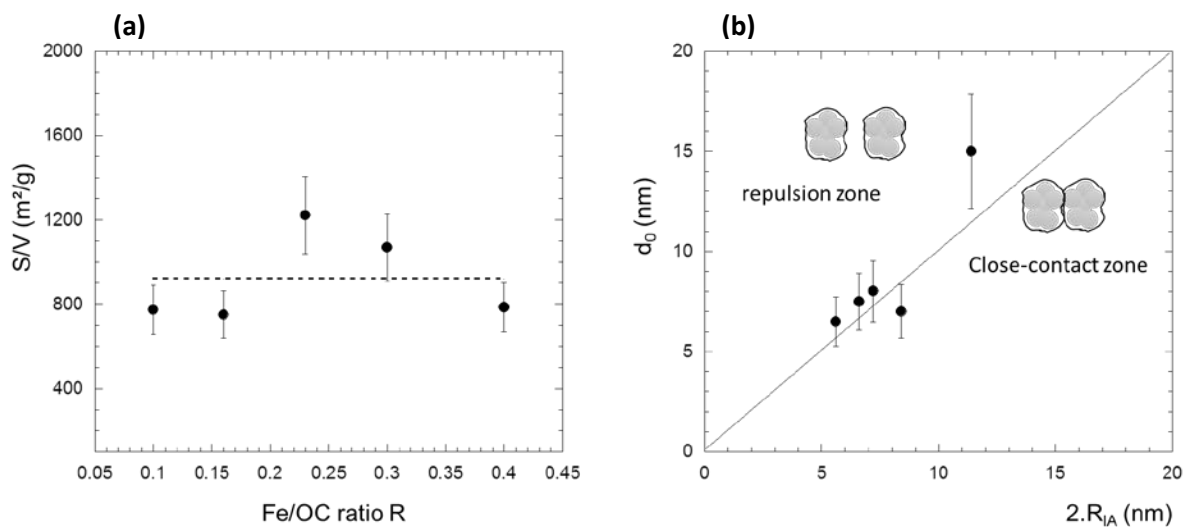 (a)
2000
1600
1200
800
400
S/V (m²/g)
0.05 0.1 0.15 0.2 0.25 0.3 0.35 0.4 0.45
Fe/OC ratio R
(b)
20
15
10
5
0
d₀ (nm)
repulsion zone
Close-contact zone
0 5 10 15 20
2.R_IA (nm)